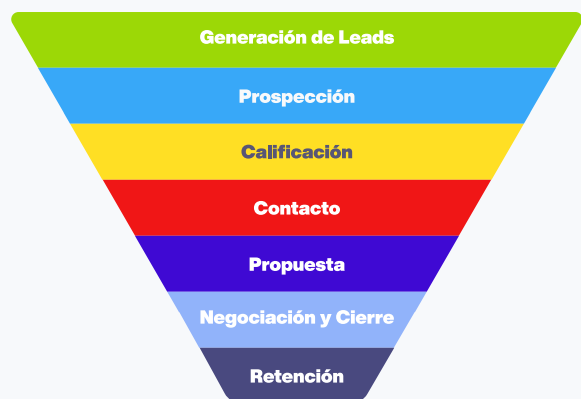 Generación de Leads
Prospección
Calificación
Contacto
Propuesta
Negociación y Cierre
Retención